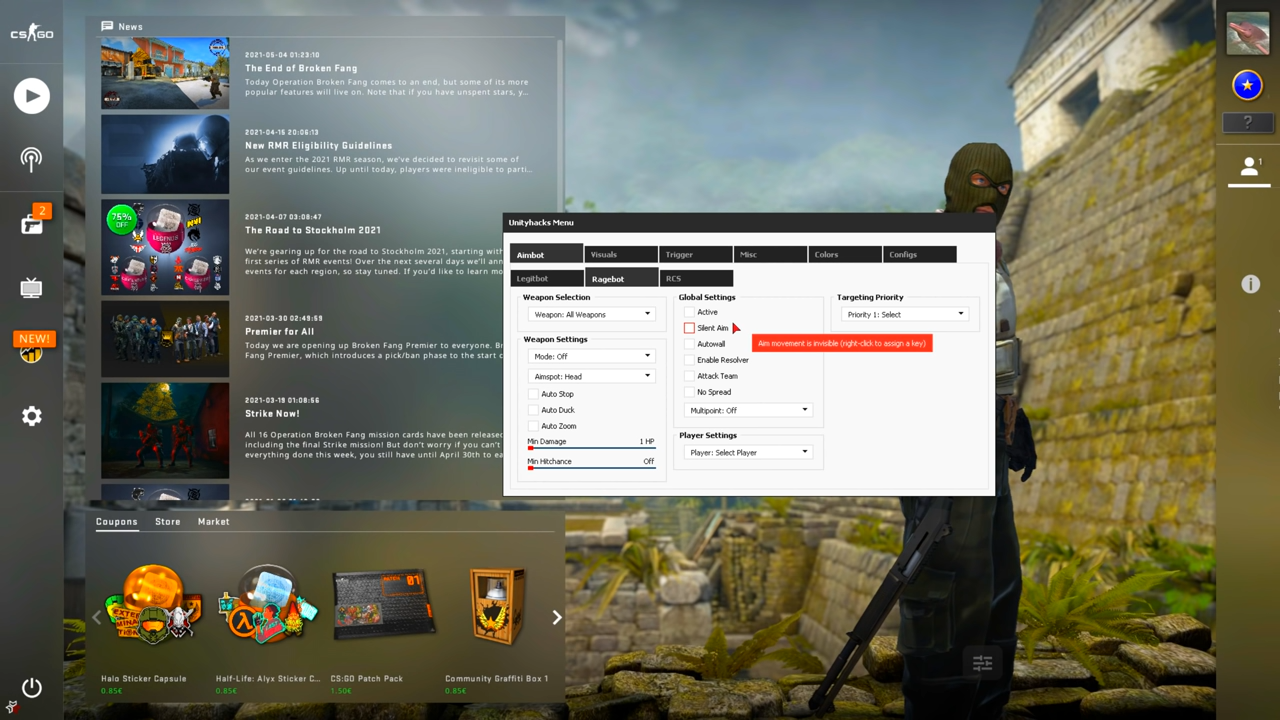 CS GO
News
2021-05-04 01:23:10
The End of Broken Fang
Today Operation Broken Fang comes to an end, but some of its more
popular features will live on. Note that if you have unspent stars, y...
2021-04-15 20:06:13
New RMR Eligibility Guidelines
As we enter the 2021 RMR season, we've decided to revisit some of
our event guidelines. Up until today, players were ineligible to parti...
75%
OFF
LEGENDS
2021-04-07 03:08:47
The Road to Stockholm 2021
We're gearing up for the road to Stockholm 2021, starting with
first series of RMR events! Over the next several days we'll ann
events for each region, so stay tuned. If you'd like to learn mo
2021-03-30 02:49:59
Premier for All
Today we are opening up Broken Fang Premier to everyone. B
Fang Premier, which introduces a pick/ban phase to the start o
2021-03-19 01:08:56
Strike Now!
All 16 Operation Broken Fang mission cards have been released
including the final Strike mission! But don't worry if you can't
everything done this week, you still have until April 30th to ea
2
NEW!
Unityhacks Menu
Aimbot
Visuals
Trigger
Misc
Colors
Configs
Legitbot
Ragebot
RCS
Weapon Selection
Weapon: All Weapons
Weapon Settings
Mode: Off
Aimspot: Head
Auto Stop
Auto Duck
Auto Zoom
Min Damage 1 HP
Min Hitchance Off
Global Settings
Active
Silent Aim
Autowall
Enable Resolver
Attack Team
No Spread
Multipoint: Off
Player Settings
Player: Select Player
Targeting Priority
Priority 1: Select
Aim movement is invisible (right-click to assign a key)
Coupons Store Market
EXTER
MINA
TION
01
Halo Sticker Capsule
0.85€
Half-Life: Alyx Sticker C...
0.85€
CS:GO Patch Pack
1.50€
Community Graffiti Box 1
0.85€
?
1